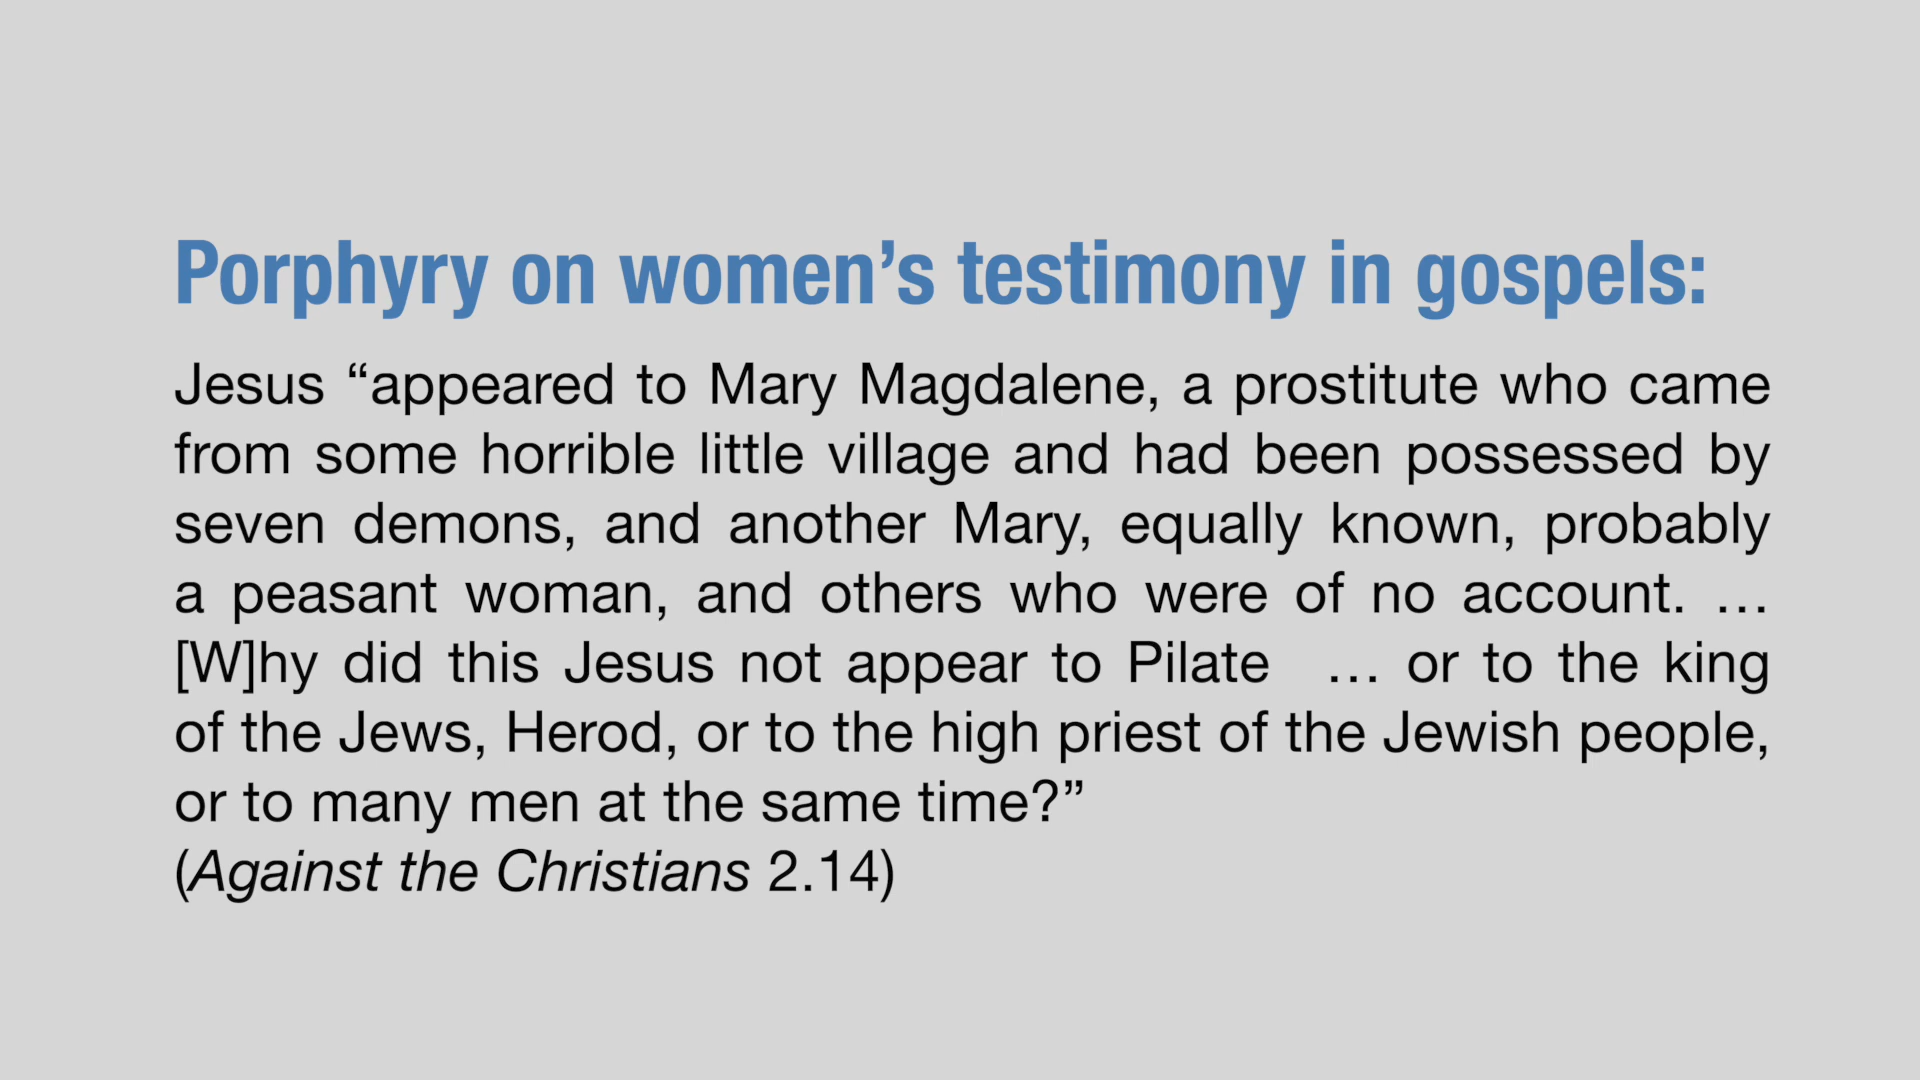 Porphyry on women’s testimony in gospels:
Jesus “appeared to Mary Magdalene, a prostitute who came
from some horrible little village and had been possessed by
seven demons, and another Mary, equally known, probably
a peasant woman, and others who were of no account. …
[W]hy did this Jesus not appear to Pilate … or to the king
of the Jews, Herod, or to the high priest of the Jewish people,
or to many men at the same time?”
(Against the Christians 2.14)